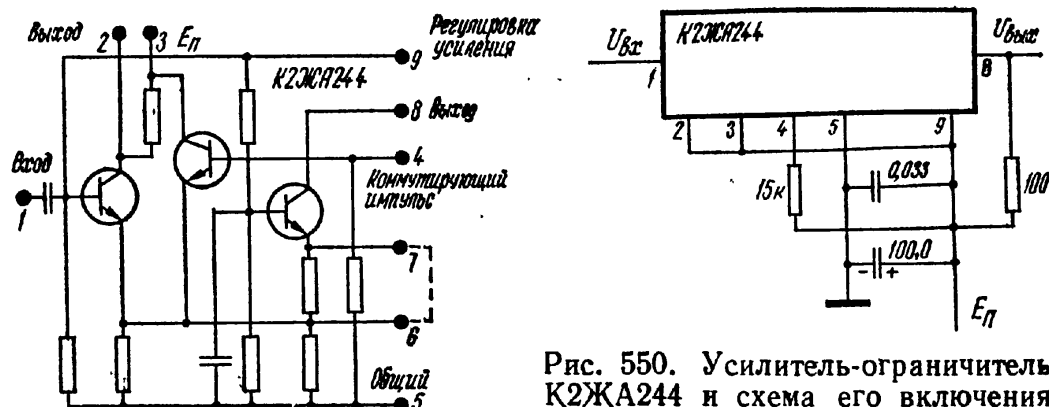 Выход
2
3 Eп
Регулировка
усиления
9
К2ЖА244
8 Выход
4
Коммутирующий
импульс
Вход
1
7
6
Общий
5
К2ЖА244
Uвх
Uвых
1
8
2
3
4
5
9
15к
0,033
100
100,0
- +
Eп
Рис. 550. Усилитель-ограничитель
К2ЖА244 и схема его включения